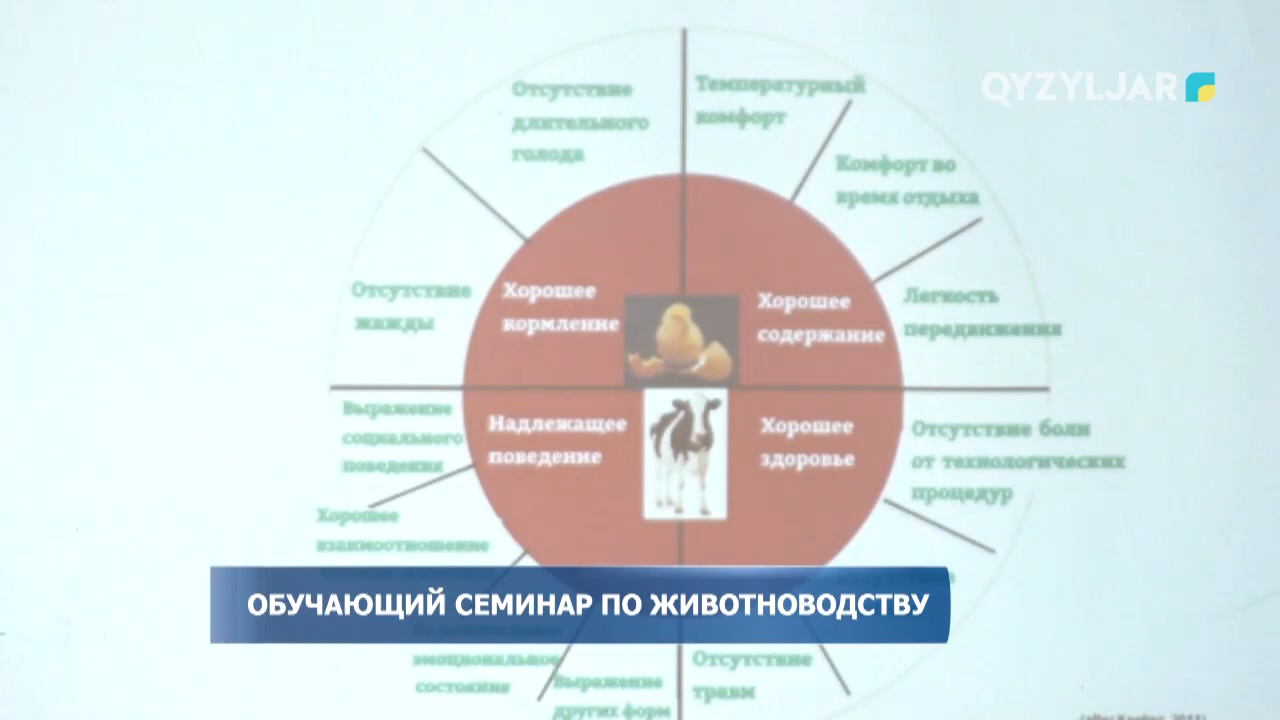 QYZYLJAR
Отсутствие
длительного
голода
Температурный
комфорт
Комфорт во
время отдыха
Отсутствие
жажды
Хорошее
кормление
Хорошее
содержание
Легкость
передвижения
Выражение
социального
поведения
Надлежащее
поведение
Хорошее
здоровье
Отсутствие боли
от технологических
процедур
Хорошее
взаимоотношение
ОБУЧАЮЩИЙ СЕМИНАР ПО ЖИВОТНОВОДСТВУ
эмоциональное
состояние
Выражение
других форм
Отсутствие
травм